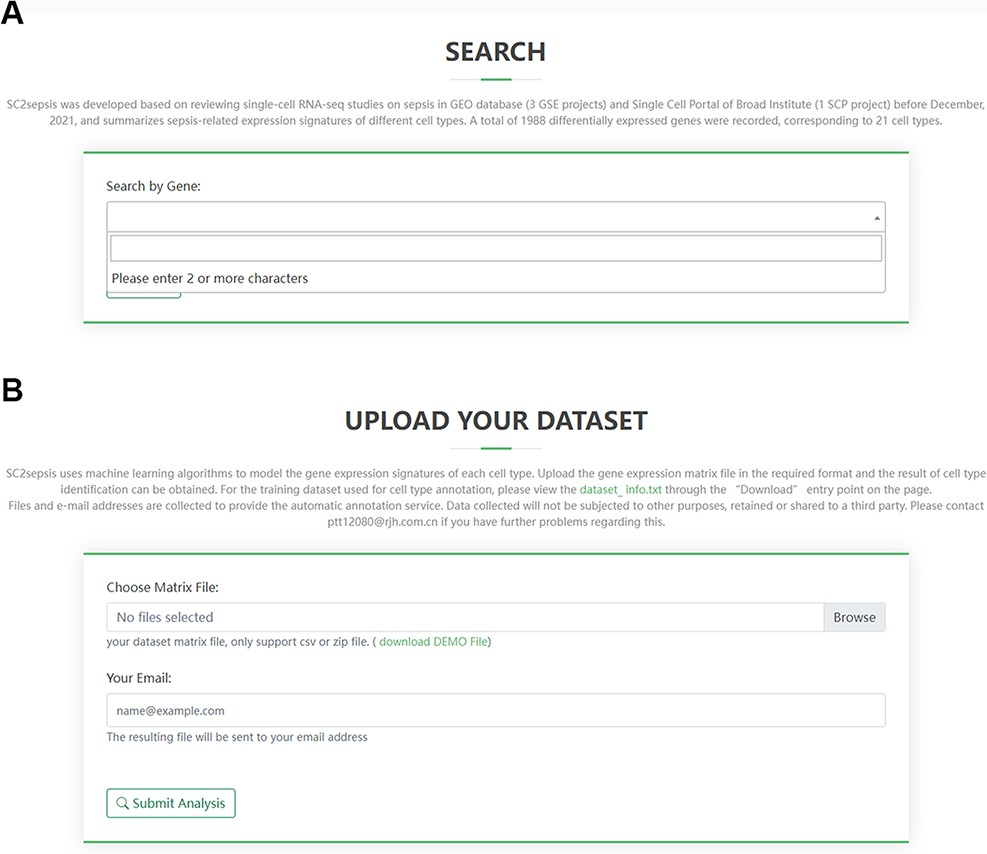 A
SEARCH
SC2sepsis was developed based on reviewing single-cell RNA-seq studies on sepsis in GEO database (3 GSE projects) and Single Cell Portal of Broad Institute (1 SCP project) before December,
2021, and summarizes sepsis-related expression signatures of different cell types. A total of 1988 differentially expressed genes were recorded, corresponding to 21 cell types.
Search by Gene:
Please enter 2 or more characters
B
UPLOAD YOUR DATASET
SC2sepsis uses machine learning algorithms to model the gene expression signatures of each cell type. Upload the gene expression matrix file in the required format and the result of cell type
identification can be obtained. For the training dataset used for cell type annotation, please view the dataset_ info.txt through the “Download” entry point on the page.
Files and e-mail addresses are collected to provide the automatic annotation service. Data collected will not be subjected to other purposes, retained or shared to a third party. Please contact
ptt12080@rjh.com.cn if you have further problems regarding this.
Choose Matrix File:
No files selected
Browse
your dataset matrix file, only support csv or zip file. ( download DEMO File)
Your Email:
name@example.com
The resulting file will be sent to your email address
Submit Analysis